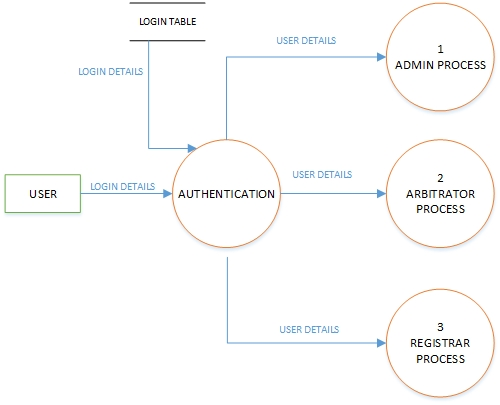 LOGIN TABLE
USER DETAILS
1
ADMIN PROCESS
LOGIN DETAILS
USER
LOGIN DETAILS
AUTHENTICATION
USER DETAILS
2
ARBITRATOR
PROCESS
USER DETAILS
3
REGISTRAR
PROCESS